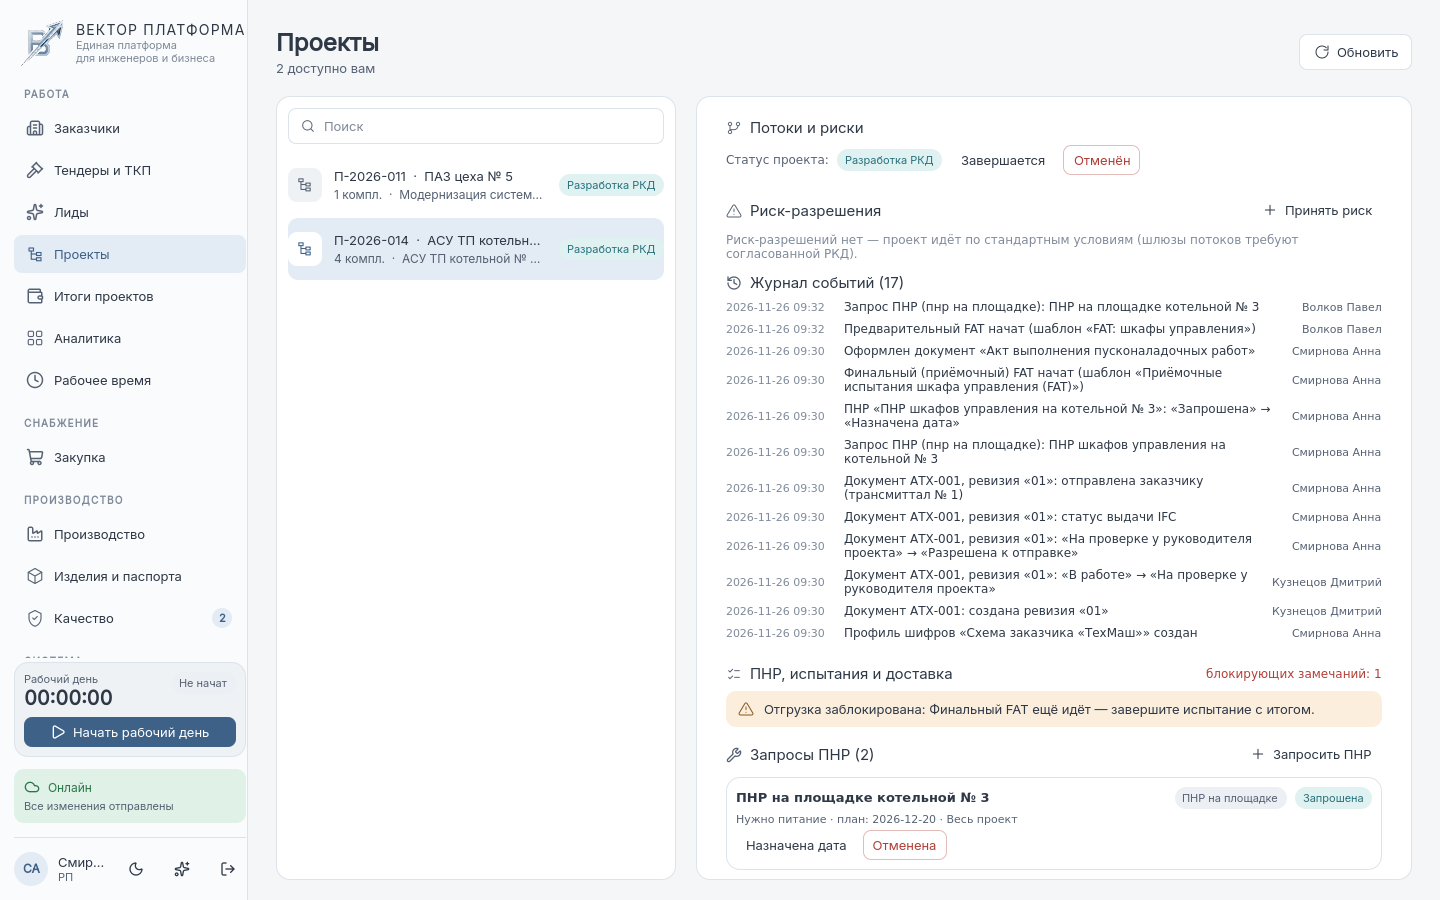 ВЕКТОР ПЛАТФОРМА
Единая платформа
для инженеров и бизнеса
РАБОТА
Заказчики
Тендеры и ТКП
Лиды
Проекты
Итоги проектов
Аналитика
Рабочее время
СНАБЖЕНИЕ
Закупка
ПРОИЗВОДСТВО
Производство
Изделия и паспорта
Качество
2
Рабочий день
Не начат
00:00:00
Начать рабочий день
Онлайн
Все изменения отправлены
СА
Смир...
РП
Проекты
2 доступно вам
Обновить
Поиск
П-2026-011 · ПАЗ цеха № 5
1 компл. · Модернизация систем...
Разработка РКД
П-2026-014 · АСУ ТП котельн...
4 компл. · АСУ ТП котельной № ...
Разработка РКД
Потоки и риски
Статус проекта: Разработка РКД Завершается Отменён
Риск-разрешения
Принять риск
Риск-разрешений нет — проект идёт по стандартным условиям (шлюзы потоков требуют
согласованной РКД).
Журнал событий (17)
2026-11-26 09:32 Запрос ПНР (пнр на площадке): ПНР на площадке котельной № 3 Волков Павел
2026-11-26 09:32 Предварительный FAT начат (шаблон «FAT: шкафы управления») Волков Павел
2026-11-26 09:30 Оформлен документ «Акт выполнения пусконаладочных работ» Смирнова Анна
2026-11-26 09:30 Финальный (приёмочный) FAT начат (шаблон «Приёмочные
испытания шкафа управления (FAT)») Смирнова Анна
2026-11-26 09:30 ПНР «ПНР шкафов управления на котельной № 3»: «Запрошена» →
«Назначена дата» Смирнова Анна
2026-11-26 09:30 Запрос ПНР (пнр на площадке): ПНР шкафов управления на
котельной № 3 Смирнова Анна
2026-11-26 09:30 Документ АТХ-001, ревизия «01»: отправлена заказчику
(трансмиттал № 1) Смирнова Анна
2026-11-26 09:30 Документ АТХ-001, ревизия «01»: статус выдачи IFC Смирнова Анна
2026-11-26 09:30 Документ АТХ-001, ревизия «01»: «На проверке у руководителя
проекта» → «Разрешена к отправке» Смирнова Анна
2026-11-26 09:30 Документ АТХ-001, ревизия «01»: «В работе» → «На проверке у
руководителя проекта» Кузнецов Дмитрий
2026-11-26 09:30 Документ АТХ-001: создана ревизия «01» Кузнецов Дмитрий
2026-11-26 09:30 Профиль шифров «Схема заказчика «ТехМаш»» создан Смирнова Анна
ПНР, испытания и доставка
блокирующих замечаний: 1
Отгрузка заблокирована: Финальный FAT ещё идёт — завершите испытание с итогом.
Запросы ПНР (2)
Запросить ПНР
ПНР на площадке котельной № 3
ПНР на площадке
Запрошена
Нужно питание · план: 2026-12-20 · Весь проект
Назначена дата
Отменена